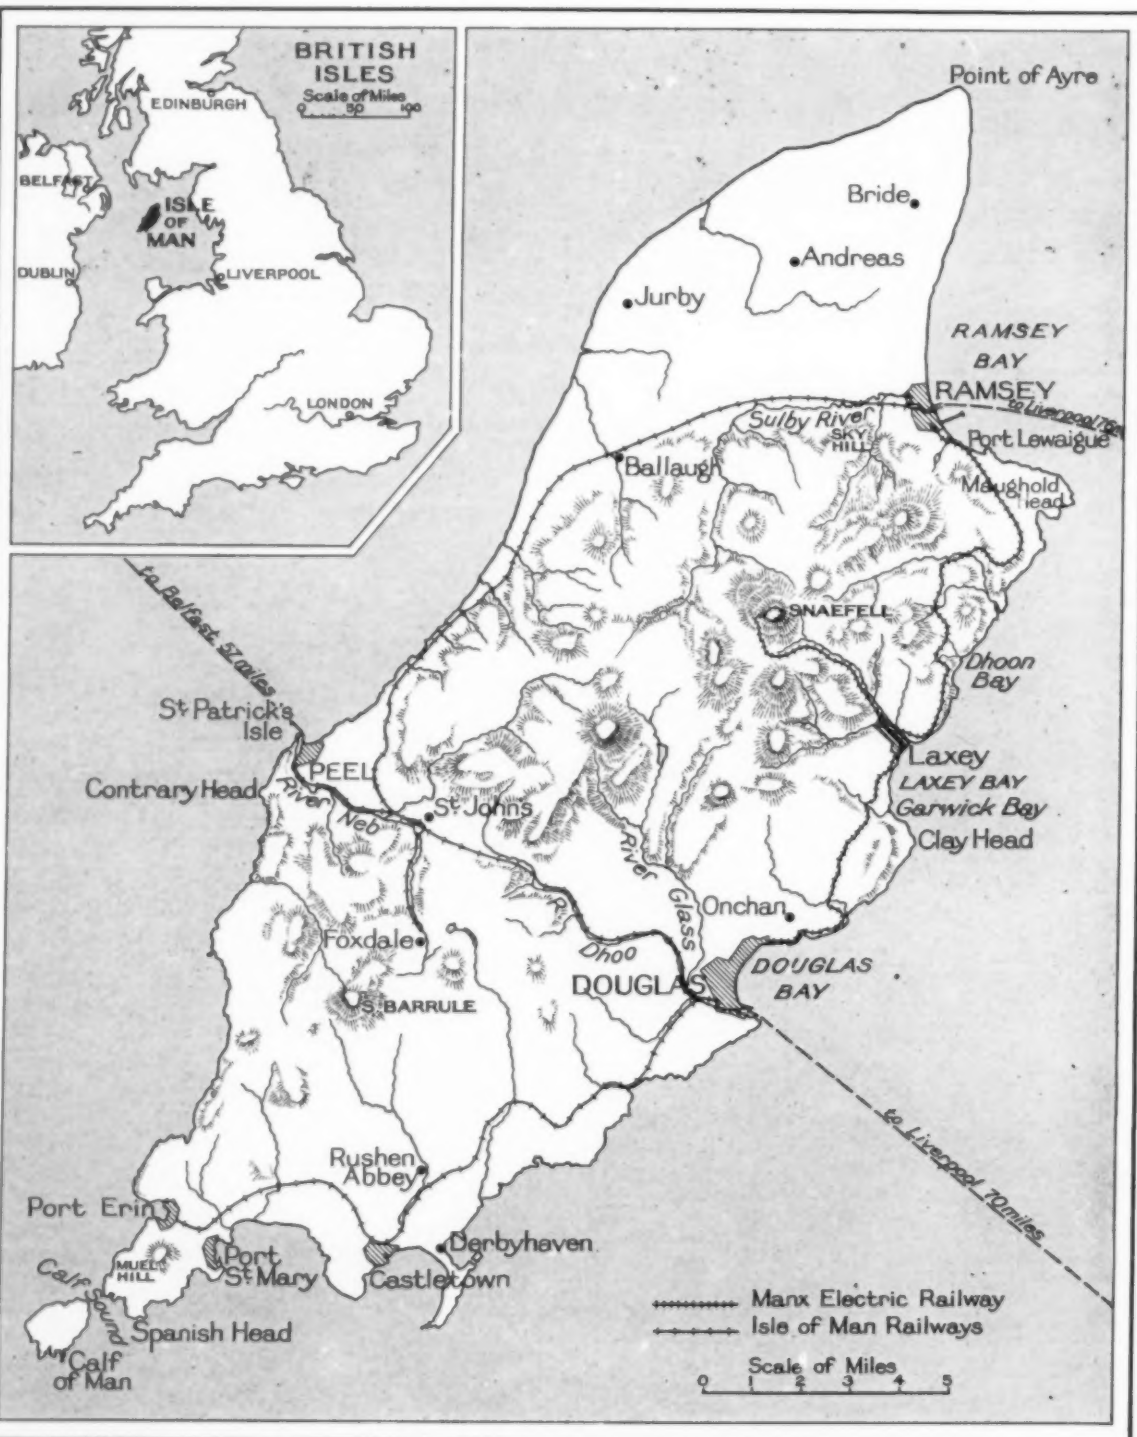 BRITISH
ISLES
Scale of Miles
0 50 100
EDINBURGH
BELFAST
ISLE
OF
MAN
DUBLIN
LIVERPOOL
LONDON
Point of Ayre
Bride
Andreas
Jurby
RAMSEY
BAY
RAMSEY
to Liverpool
Sulby River
SKY
HILL
Port Lewaigue
Ballaugh
Maughold
Head
SNAEFELL
to Belfast 57 miles
Dhoon
Bay
St. Patrick's
Isle
PEEL
Laxey
Contrary Head
LAXEY BAY
River Neb
St. John's
Garwick Bay
Clay Head
River Glass
Onchan
R. Dhoo
Foxdale
DOUGLAS
DOUGLAS
BAY
S. BARRULE
to Liverpool 70 miles
Rushen
Abbey
Port Erin
Derbyhaven
MUEL
HILL
Port
St. Mary
Castletown
Calf Sound
Spanish Head
Calf
of Man
Manx Electric Railway
Isle of Man Railways
Scale of Miles
0 1 2 3 4 5